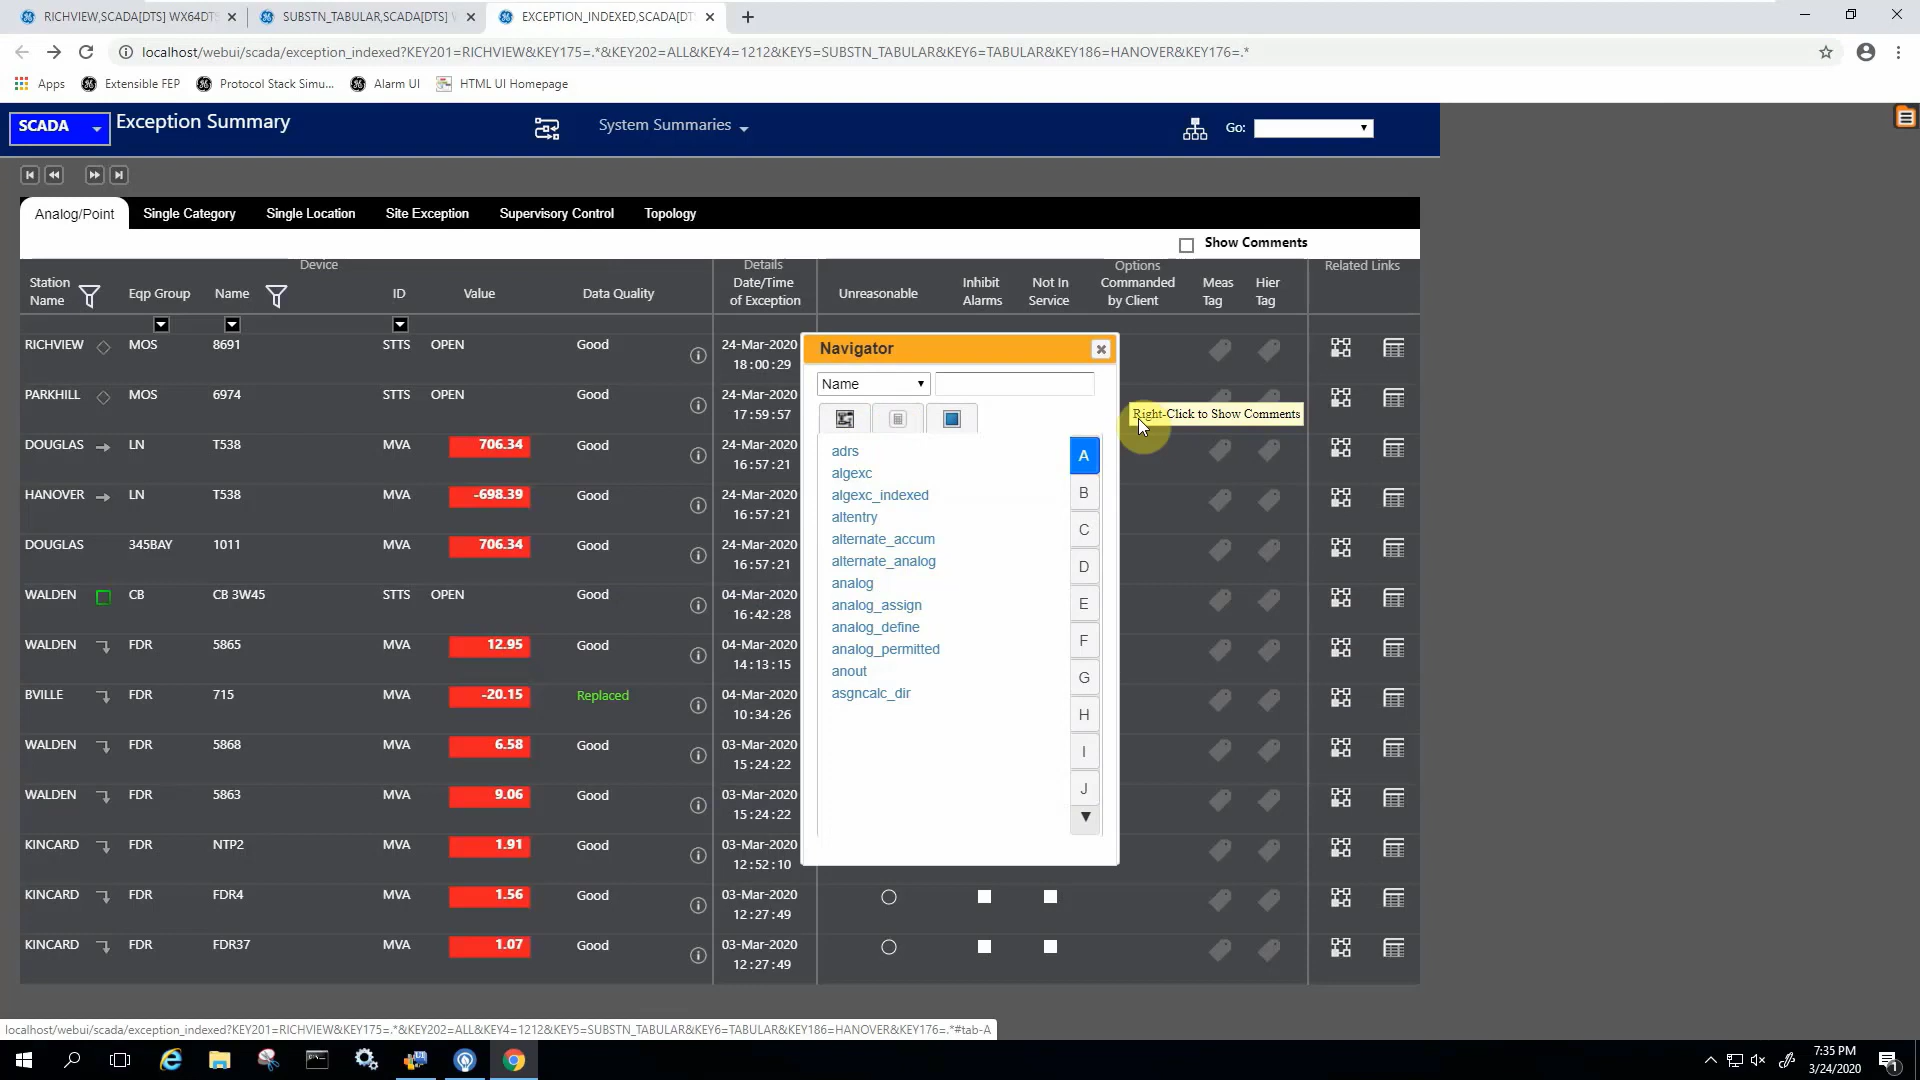 RICHVIEW,SCADA[DTS] WX64DTS
SUBSTN_TABULAR,SCADA[DTS] W
EXCEPTION_INDEXED,SCADA[DTS
localhost/webui/scada/exception_indexed?KEY201=RICHVIEW&KEY175=.*&KEY202=ALL&KEY4=1212&KEY5=SUBSTN_TABULAR&KEY6=TABULAR&KEY186=HANOVER&KEY176=.*
Apps Extensible FEP Protocol Stack Simu... Alarm UI HTML UI Homepage
SCADA Exception Summary System Summaries Go:
Analog/Point Single Category Single Location Site Exception Supervisory Control Topology
Show Comments
Device Details Options Related Links
Station Name Eqp Group Name ID Value Data Quality Date/Time of Exception Unreasonable Inhibit Alarms Not In Service Commanded by Client Meas Tag Hier Tag
RICHVIEW MOS 8691 STTS OPEN Good 24-Mar-2020
18:00:29
PARKHILL MOS 6974 STTS OPEN Good 24-Mar-2020
17:59:57
DOUGLAS LN T538 MVA 706.34 Good 24-Mar-2020
16:57:21
HANOVER LN T538 MVA -698.39 Good 24-Mar-2020
16:57:21
DOUGLAS 345BAY 1011 MVA 706.34 Good 24-Mar-2020
16:57:21
WALDEN CB CB 3W45 STTS OPEN Good 04-Mar-2020
16:42:28
WALDEN FDR 5865 MVA 12.95 Good 04-Mar-2020
14:13:15
BVILLE FDR 715 MVA -20.15 Replaced 04-Mar-2020
10:34:26
WALDEN FDR 5868 MVA 6.58 Good 03-Mar-2020
15:24:22
WALDEN FDR 5863 MVA 9.06 Good 03-Mar-2020
15:24:22
KINCARD FDR NTP2 MVA 1.91 Good 03-Mar-2020
12:52:10
KINCARD FDR FDR4 MVA 1.56 Good 03-Mar-2020
12:27:49
KINCARD FDR FDR37 MVA 1.07 Good 03-Mar-2020
12:27:49
Navigator
Name
Right-Click to Show Comments
adrs
algexc
algexc_indexed
altentry
alternate_accum
alternate_analog
analog
analog_assign
analog_define
analog_permitted
anout
asgncalc_dir
A
B
C
D
E
F
G
H
I
J
localhost/webui/scada/exception_indexed?KEY201=RICHVIEW&KEY175=.*&KEY202=ALL&KEY4=1212&KEY5=SUBSTN_TABULAR&KEY6=TABULAR&KEY186=HANOVER&KEY176=.*#tab-A
7:35 PM
3/24/2020
1